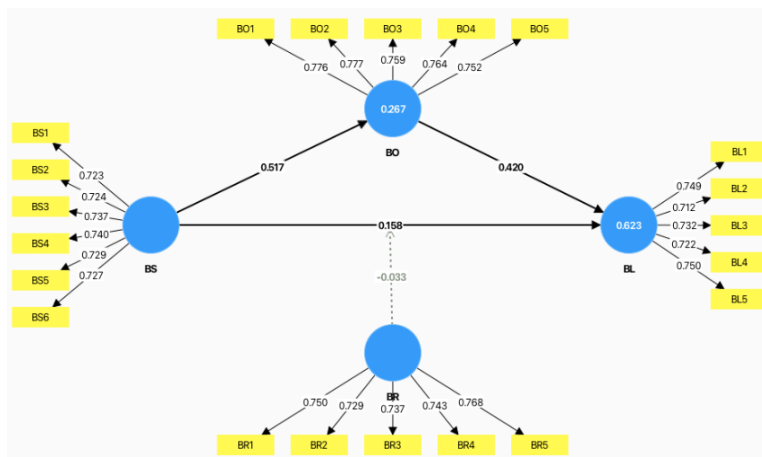 BO1 BO2 BO3 BO4 BO5
0.776 0.777 0.759 0.764 0.752
0.267
BO
BS1
BS2
BS3
BS4
BS5
BS6
0.723
0.724
0.737
0.740
0.729
0.727
BS
0.517
0.420
0.158
-0.033
0.623
BL
0.749
0.712
0.732
0.722
0.750
BL1
BL2
BL3
BL4
BL5
BR
0.750 0.729 0.737 0.743 0.768
BR1 BR2 BR3 BR4 BR5